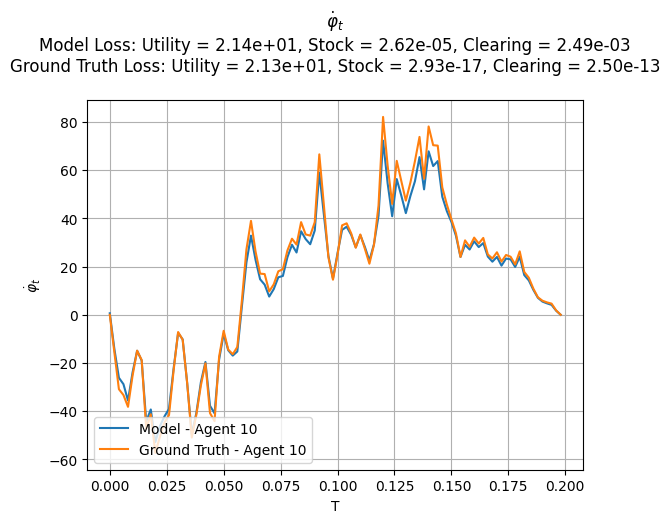 φ̇ₜ
Model Loss: Utility = 2.14e+01, Stock = 2.62e-05, Clearing = 2.49e-03
Ground Truth Loss: Utility = 2.13e+01, Stock = 2.93e-17, Clearing = 2.50e-13
80
60
40
20
0
−20
−40
−60
φ̇ₜ
Model - Agent 10
Ground Truth - Agent 10
0.000 0.025 0.050 0.075 0.100 0.125 0.150 0.175 0.200
T